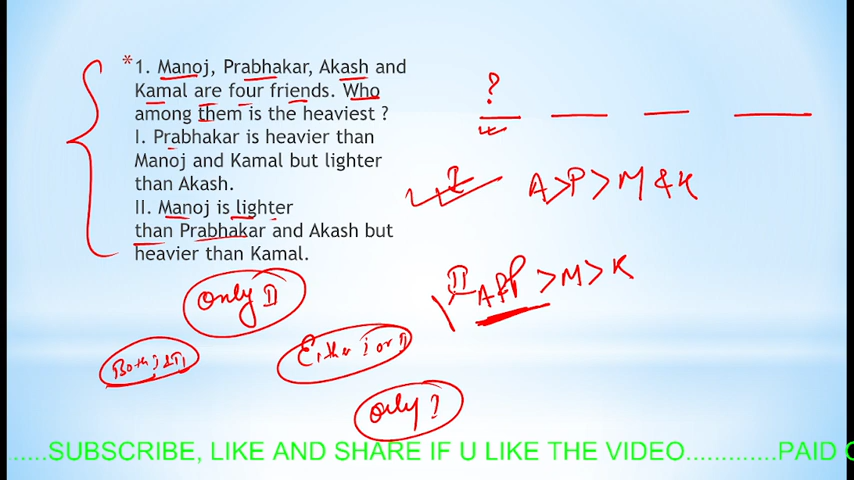 *1. Manoj, Prabhakar, Akash and
Kamal are four friends. Who
among them is the heaviest ?
I. Prabhakar is heavier than
Manoj and Kamal but lighter
than Akash.
II. Manoj is lighter
than Prabhakar and Akash but
heavier than Kamal.
?
I A>P>M & K
II A & P >M>K
Only II
Both I & II
Either I or II
only ?
......SUBSCRIBE, LIKE AND SHARE IF U LIKE THE VIDEO.............PAID